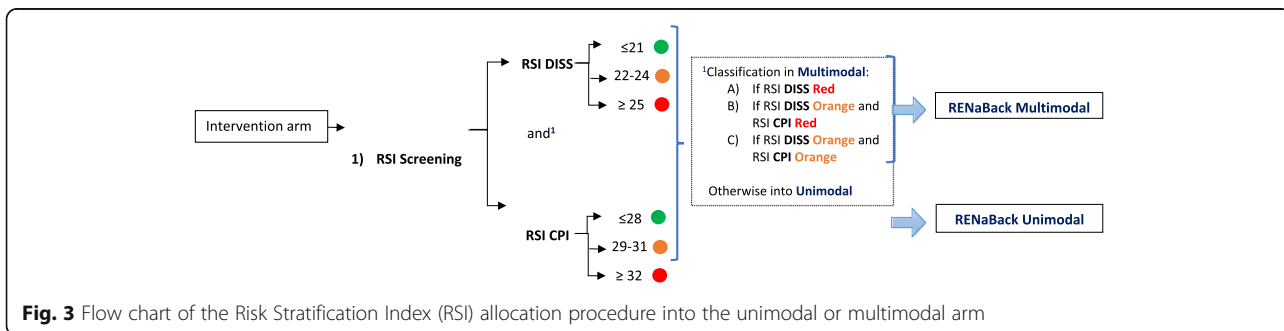 Intervention arm
1) RSI Screening
RSI DISS
≤21
22-24
≥ 25
and¹
RSI CPI
≤28
29-31
≥ 32
¹Classification in Multimodal:
A) If RSI DISS Red
B) If RSI DISS Orange and
RSI CPI Red
C) If RSI DISS Orange and
RSI CPI Orange
Otherwise into Unimodal
RENaBack Multimodal
RENaBack Unimodal
Fig. 3 Flow chart of the Risk Stratification Index (RSI) allocation procedure into the unimodal or multimodal arm